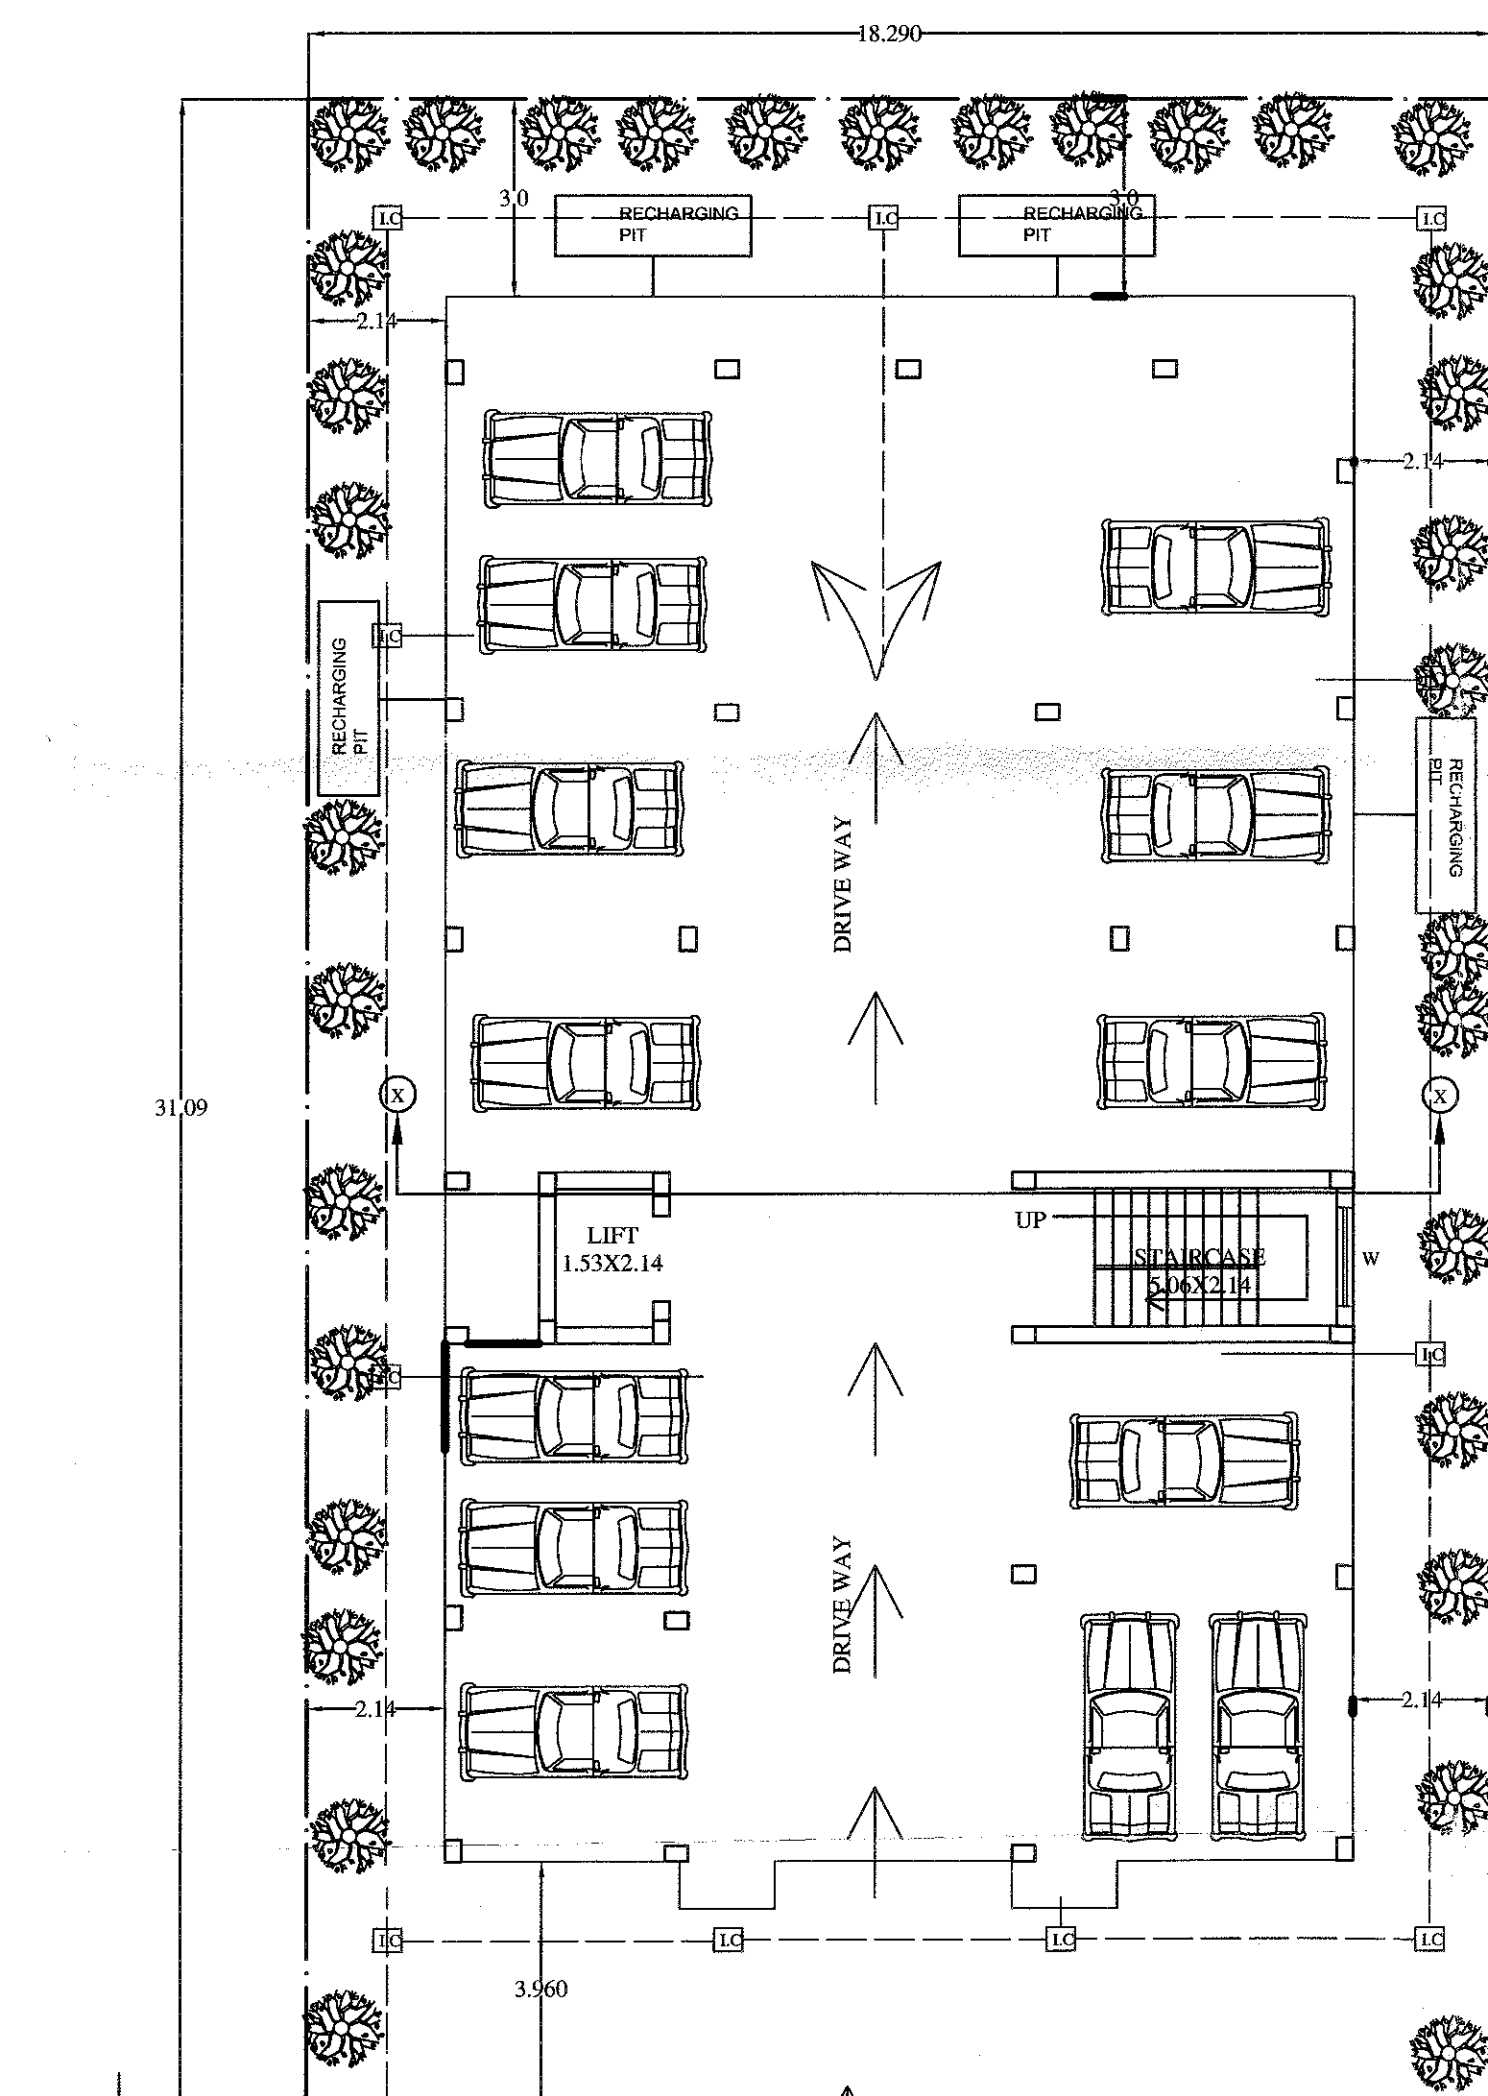 18.290
3.0
3.0
I.C
RECHARGING
PIT
I.C
RECHARGING
PIT
I.C
2.14
2.14
I.C
RECHARGING
PIT
RECHARGING
PIT
DRIVE WAY
X
X
31.09
LIFT
1.53X2.14
UP
STAIRCASE
5.06X2.14
W
I.C
I.C
DRIVE WAY
2.14
2.14
I.C
I.C
I.C
I.C
3.960